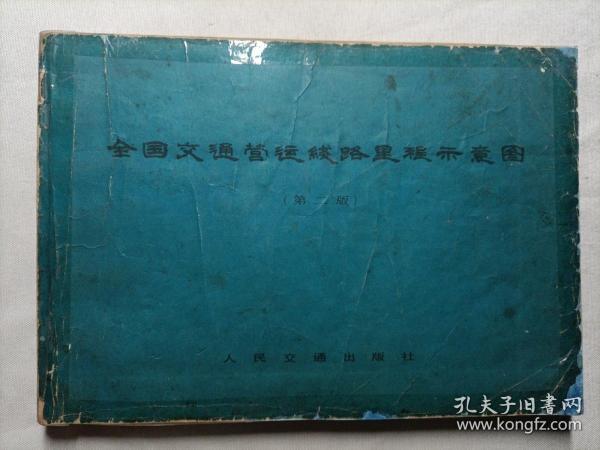 全国交通营运线路里程示意图
(第二版)
人民交通出版社
孔夫子旧書网
www.kongfz.com